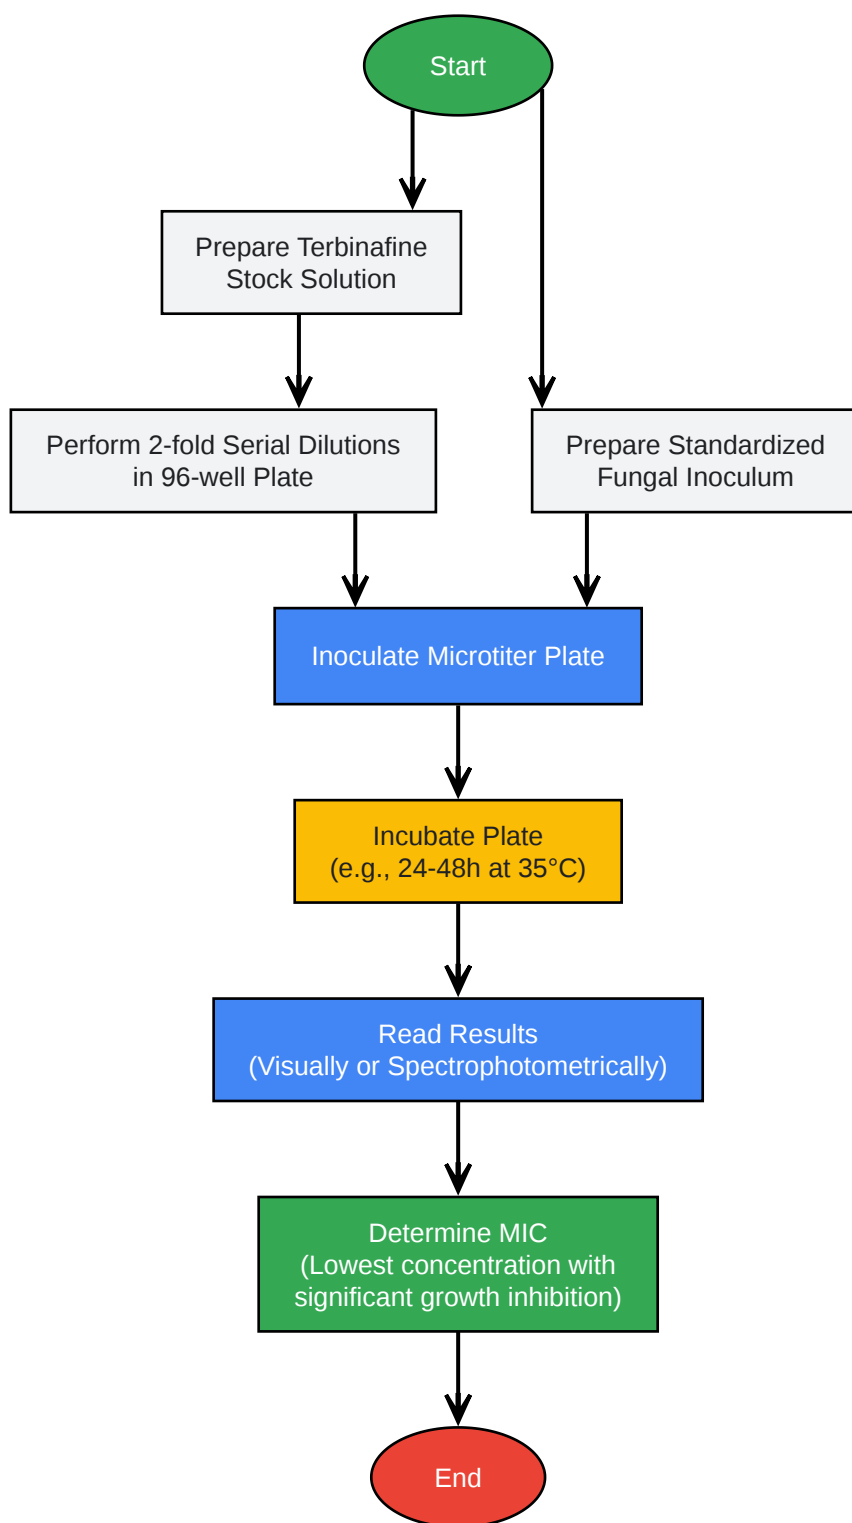 Start
Prepare Terbinafine
Stock Solution
Perform 2-fold Serial Dilutions
in 96-well Plate
Prepare Standardized
Fungal Inoculum
Inoculate Microtiter Plate
Incubate Plate
(e.g., 24-48h at 35°C)
Read Results
(Visually or Spectrophotometrically)
Determine MIC
(Lowest concentration with
significant growth inhibition)
End